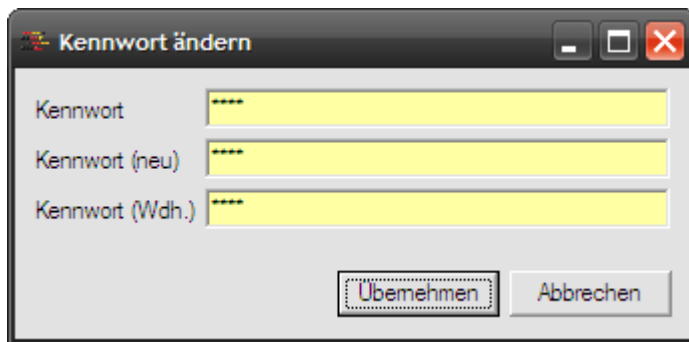 Kennwort ändern
Kennwort ****
Kennwort (neu) ****
Kennwort (Wdh.) ****
Übernehmen Abbrechen